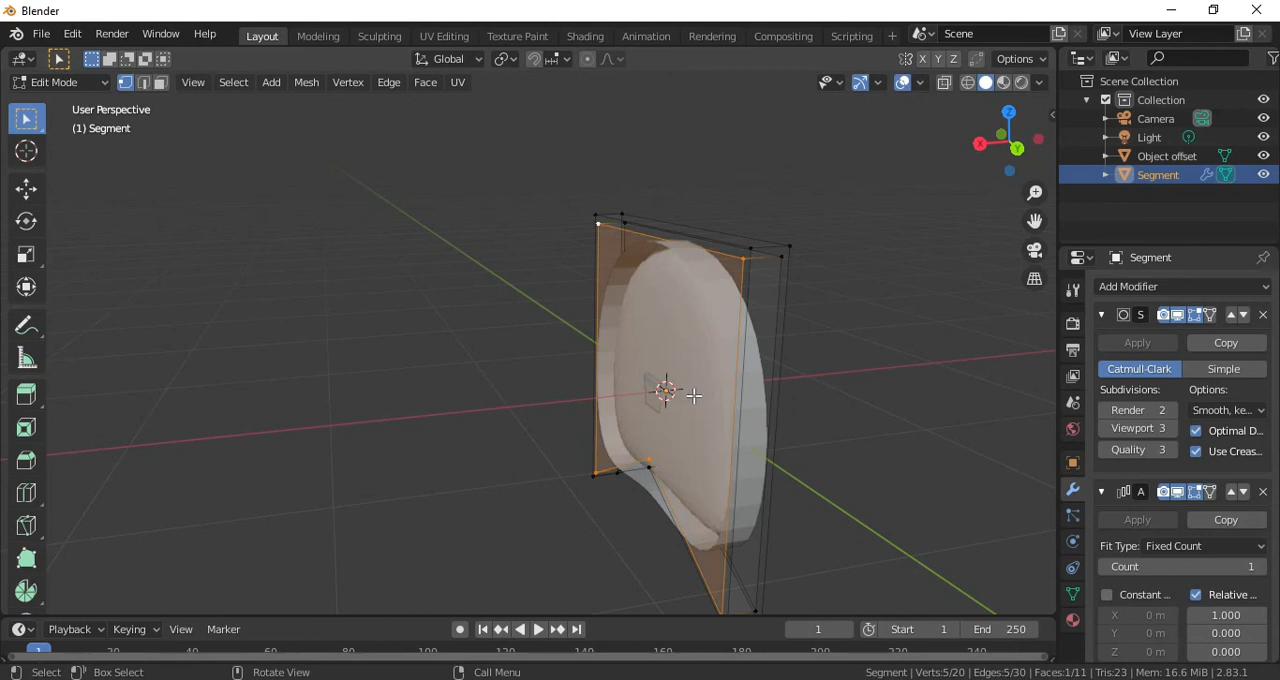 Blender
File Edit Render Window Help Layout Modeling Sculpting UV Editing Texture Paint Shading Animation Rendering Compositing Scripting + Scene View Layer
Global X Y Z Options
Edit Mode View Select Add Mesh Vertex Edge Face UV
User Perspective
(1) Segment
Z
X
Y
Scene Collection
Collection
Camera
Light
Object offset
Segment
Segment
Add Modifier
S
Apply Copy
Catmull-Clark Simple
Subdivisions: Options:
Render 2 Smooth, ke...
Viewport 3 Optimal D...
Quality 3 Use Creas...
A
Apply Copy
Fit Type: Fixed Count
Count 1
Constant ... Relative ...
X 0 m 1.000
Y 0 m 0.000
Z 0 m 0.000
Playback Keying View Marker 1 Start 1 End 250
1 20 40 60 80 100 120 140 160 180 200 220 240
Select Box Select Rotate View Call Menu Segment | Verts:5/20 | Edges:5/30 | Faces:1/11 | Tris:23 | Mem: 16.6 MiB | 2.83.1